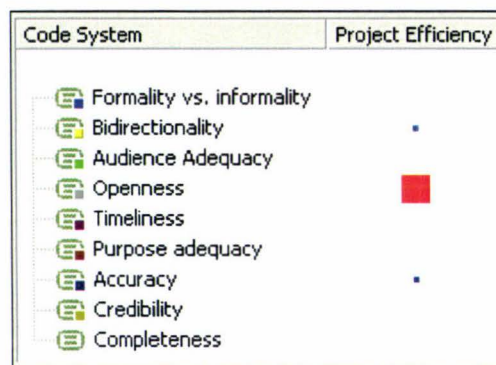 Code System Project Efficiency
Formality vs. informality
Bidirectionality
Audience Adequacy
Openness
Timeliness
Purpose adequacy
Accuracy
Credibility
Completeness